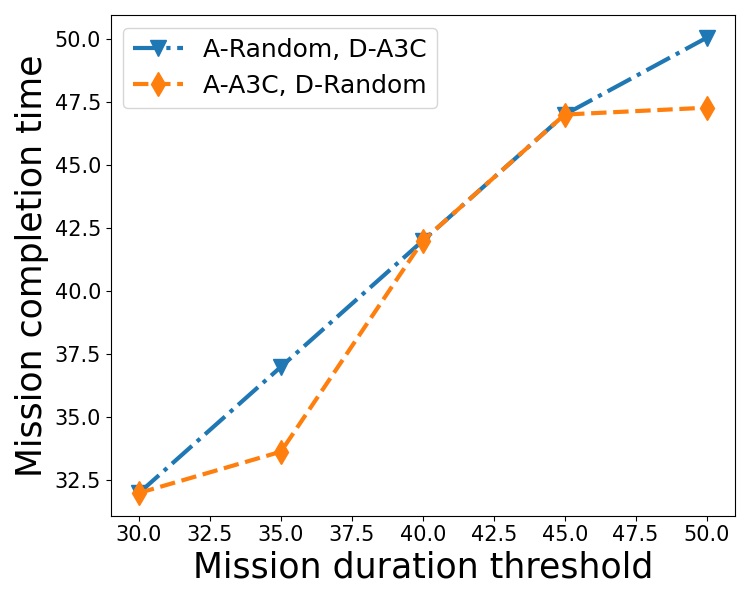 A-Random, D-A3C
A-A3C, D-Random
Mission completion time
50.0
47.5
45.0
42.5
40.0
37.5
35.0
32.5
30.0 32.5 35.0 37.5 40.0 42.5 45.0 47.5 50.0
Mission duration threshold